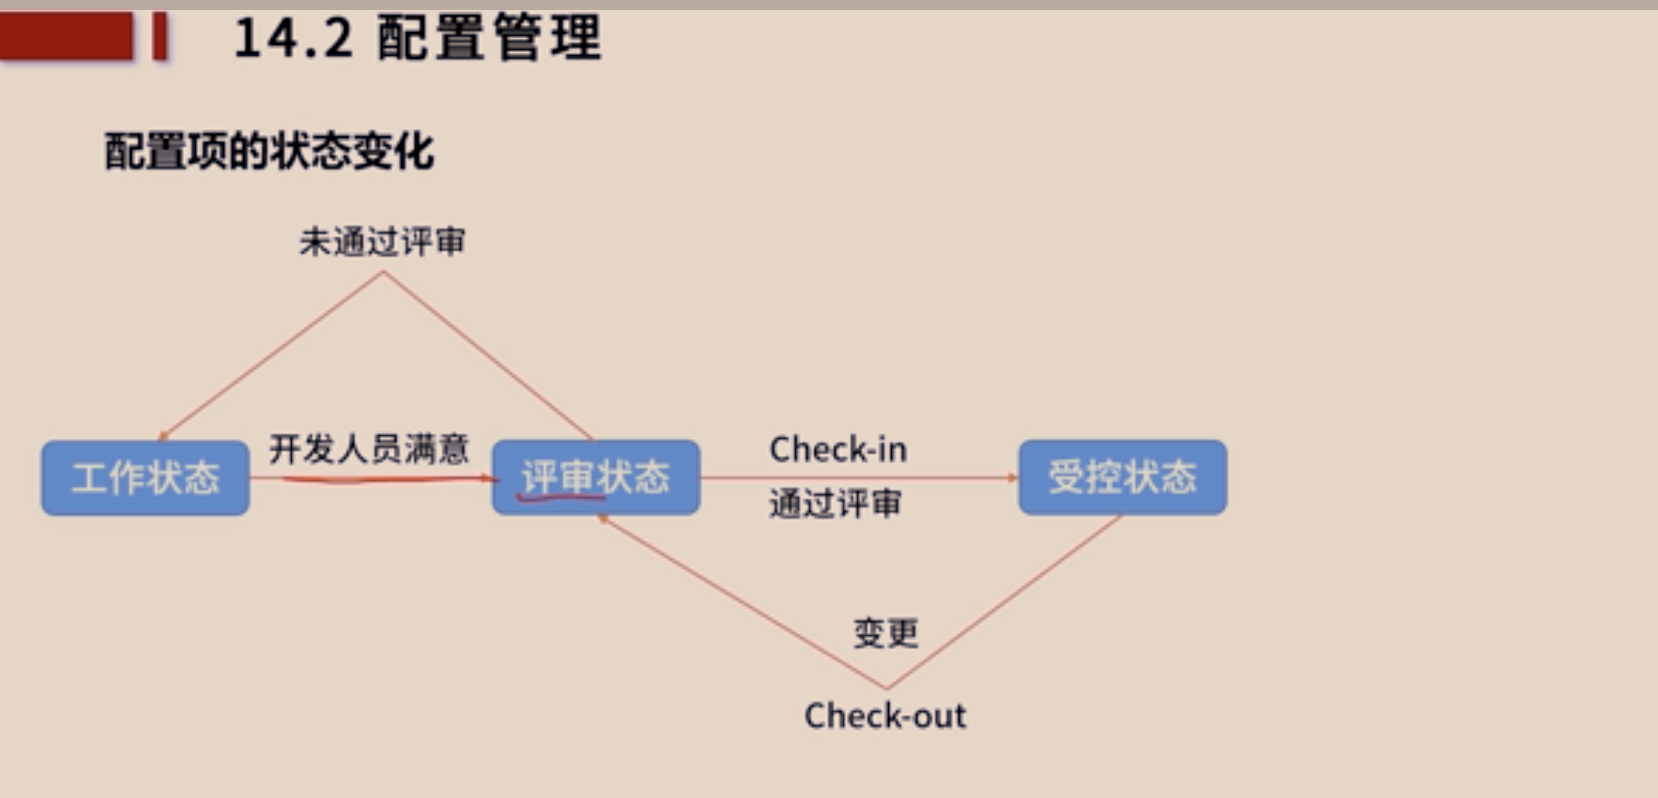 14.2 配置管理
配置项的状态变化
未通过评审
工作状态
开发人员满意
评审状态
Check-in
通过评审
受控状态
变更
Check-out